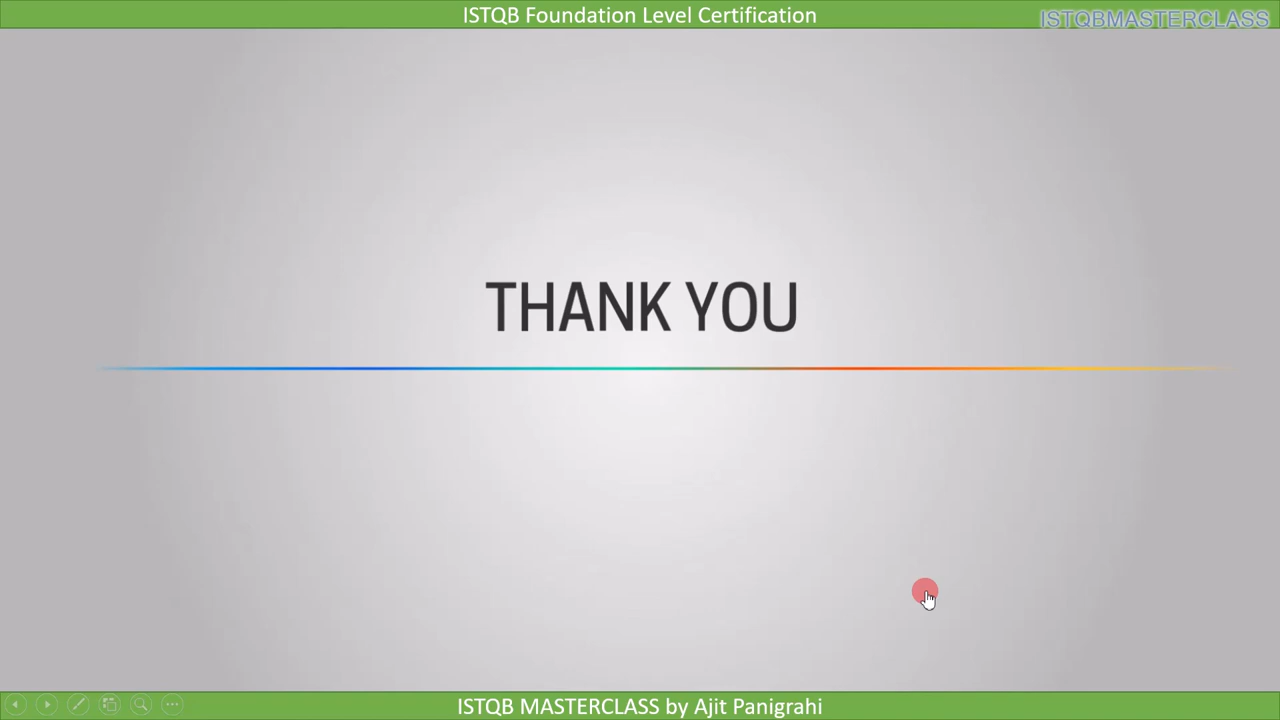 ISTQB Foundation Level Certification
ISTQBMASTERCLASS
THANK YOU
ISTQB MASTERCLASS by Ajit Panigrahi